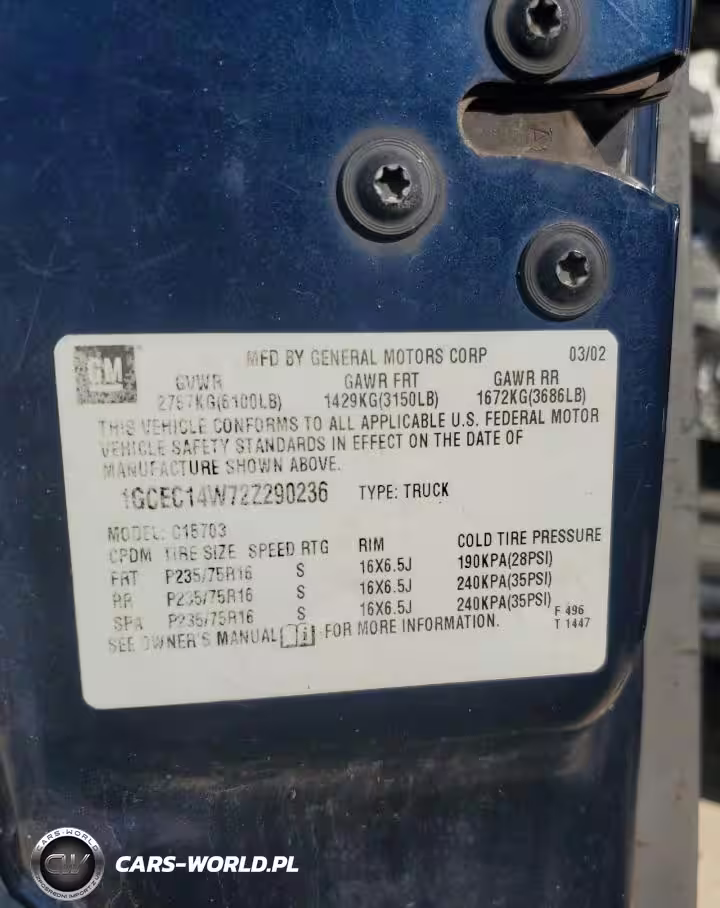 GM
MFD BY GENERAL MOTORS CORP 03/02
GVWR GAWR FRT GAWR RR
2767KG(6100LB) 1429KG(3150LB) 1672KG(3686LB)
THIS VEHICLE CONFORMS TO ALL APPLICABLE U.S. FEDERAL MOTOR
VEHICLE SAFETY STANDARDS IN EFFECT ON THE DATE OF
MANUFACTURE SHOWN ABOVE.
1GCEC14W72Z290236 TYPE: TRUCK
MODEL: C15703
CPDM TIRE SIZE SPEED RTG RIM COLD TIRE PRESSURE
FRT P235/75R16 S 16X6.5J 190KPA(28PSI)
RR P235/75R16 S 16X6.5J 240KPA(35PSI)
SPA P235/75R16 S 16X6.5J 240KPA(35PSI)
SEE OWNER'S MANUAL FOR MORE INFORMATION.
F 496
T 1447
CARS-WORLD
CW
CARS-WORLD.PL